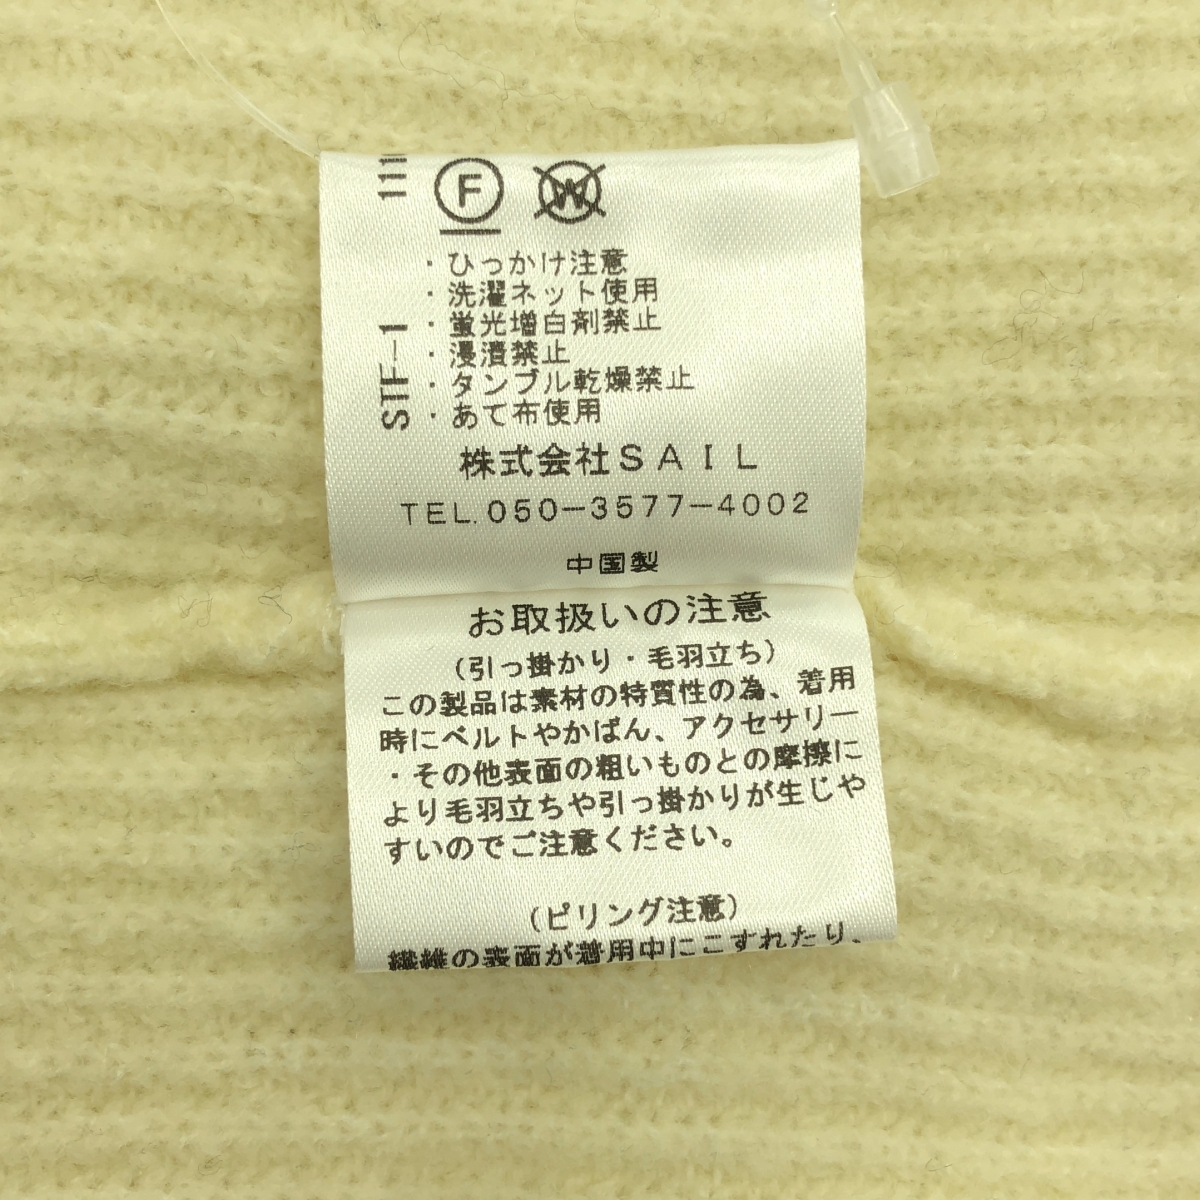 F W
・ひっかけ注意
・洗濯ネット使用
・蛍光増白剤禁止
・浸漬禁止
・タンブル乾燥禁止
・あて布使用
STF-1
株式会社SAIL
TEL.050-3577-4002
中国製
お取扱いの注意
(引っ掛かり・毛羽立ち)
この製品は素材の特質性の為、着用
時にベルトやかばん、アクセサリー
・その他表面の粗いものとの摩擦に
より毛羽立ちや引っ掛かりが生じや
すいのでご注意ください。
(ピリング注意)
繊維の表面が着用中にこすれたり、